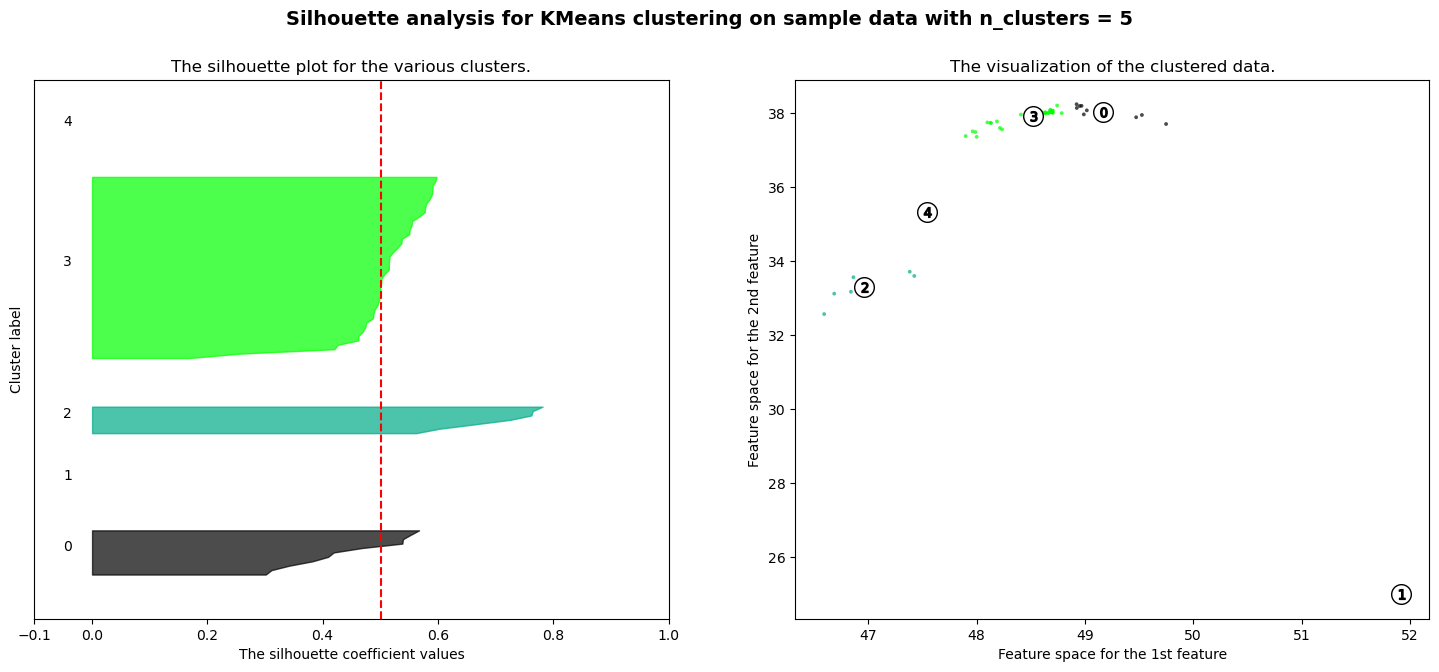 Silhouette analysis for KMeans clustering on sample data with n_clusters = 5
The silhouette plot for the various clusters.
4
3
2
1
0
Cluster label
−0.1 0.0 0.2 0.4 0.6 0.8 1.0
The silhouette coefficient values
The visualization of the clustered data.
38
36
34
32
30
28
26
Feature space for the 2nd feature
3 0
4
2
1
47 48 49 50 51 52
Feature space for the 1st feature